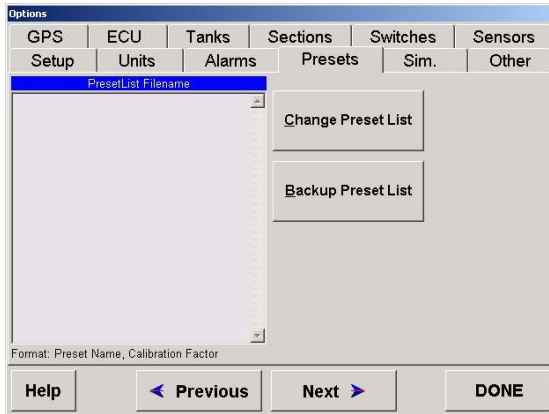 Options
GPS ECU Tanks Sections Switches Sensors
Setup Units Alarms Presets Sim. Other
PresetList Filename
Change Preset List
Backup Preset List
Format: Preset Name, Calibration Factor
Help Previous Next DONE